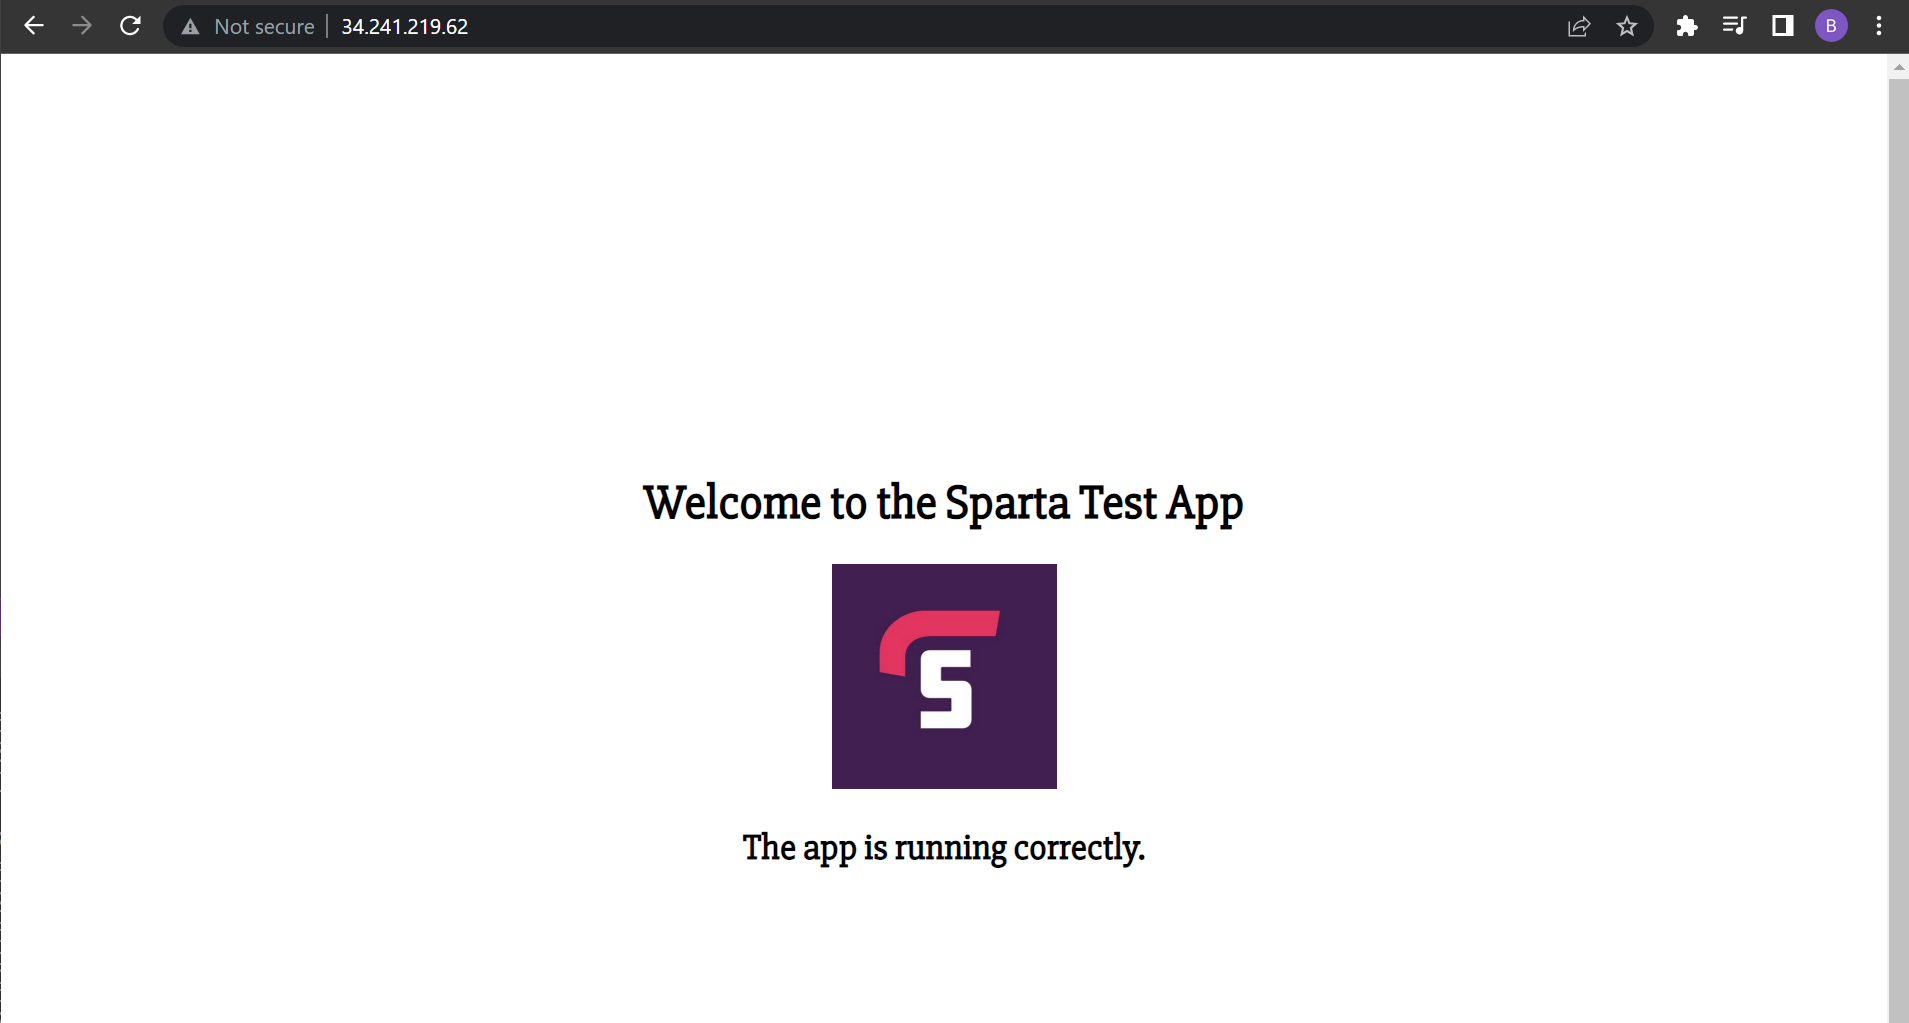 Not secure 34.241.219.62
B
Welcome to the Sparta Test App
S
The app is running correctly.